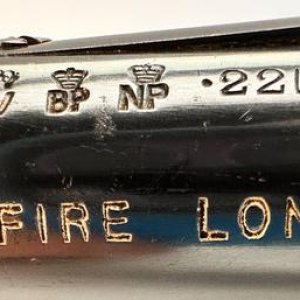 V BP NP .22
FIRE LON